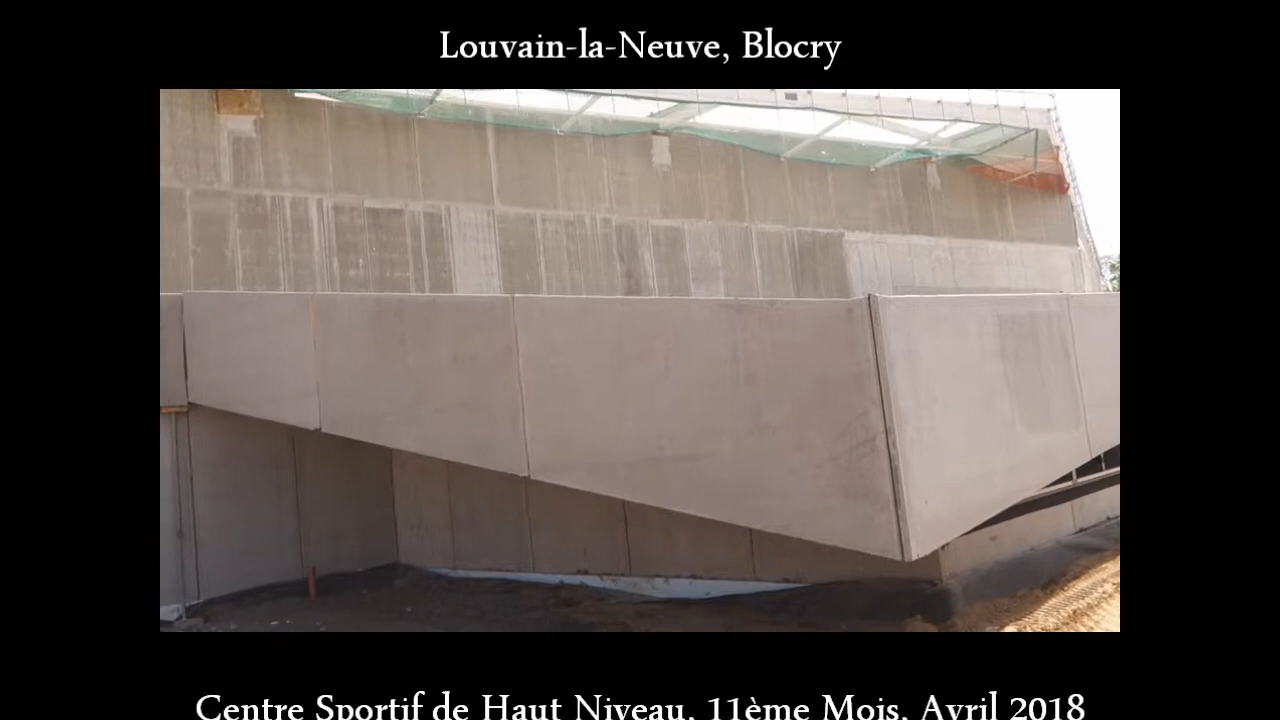 Louvain-la-Neuve, Blocry
Centre Sportif de Haut Niveau, 11ème Mois, Avril 2018